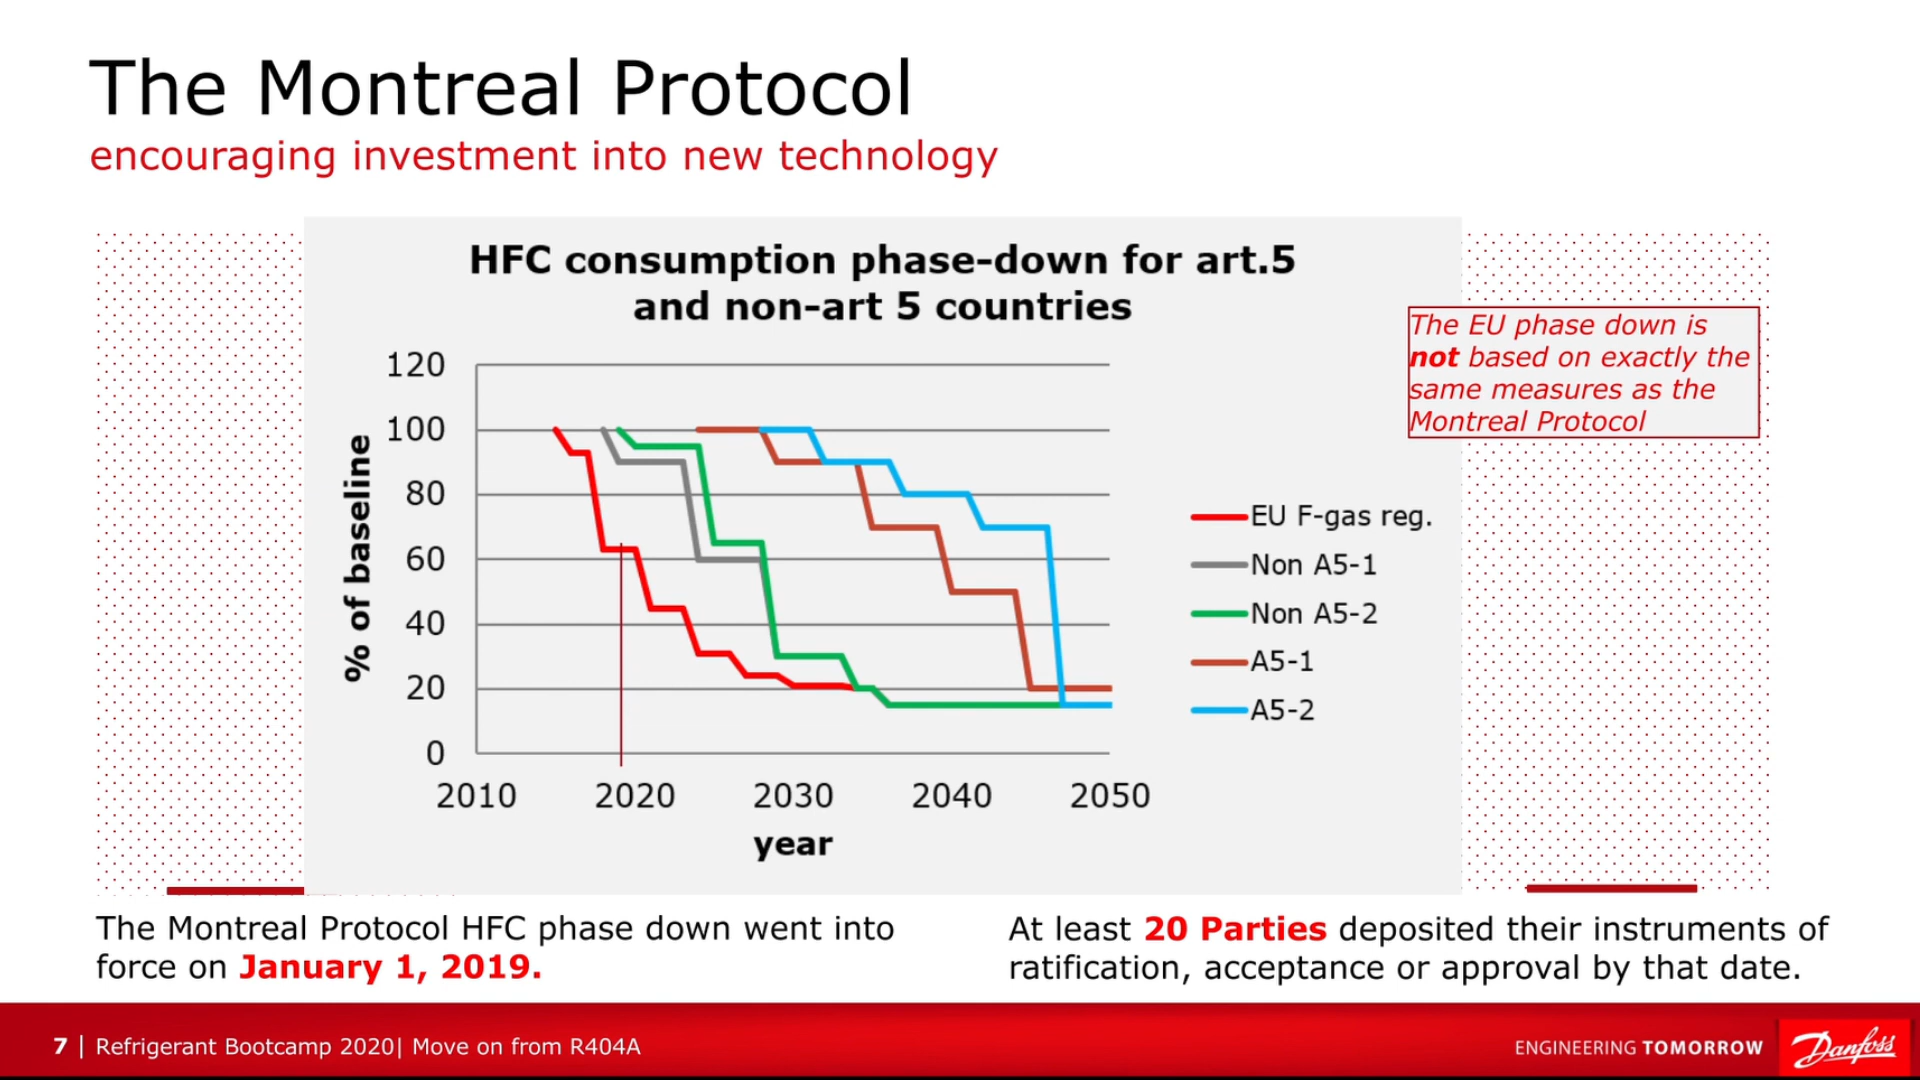 The Montreal Protocol
encouraging investment into new technology
HFC consumption phase-down for art.5
and non-art 5 countries
The EU phase down is
not based on exactly the
same measures as the
Montreal Protocol
% of baseline
120
100
80
60
40
20
0
2010 2020 2030 2040 2050
year
EU F-gas reg.
Non A5-1
Non A5-2
A5-1
A5-2
The Montreal Protocol HFC phase down went into
force on January 1, 2019.
At least 20 Parties deposited their instruments of
ratification, acceptance or approval by that date.
7 | Refrigerant Bootcamp 2020| Move on from R404A
ENGINEERING TOMORROW
Danfoss